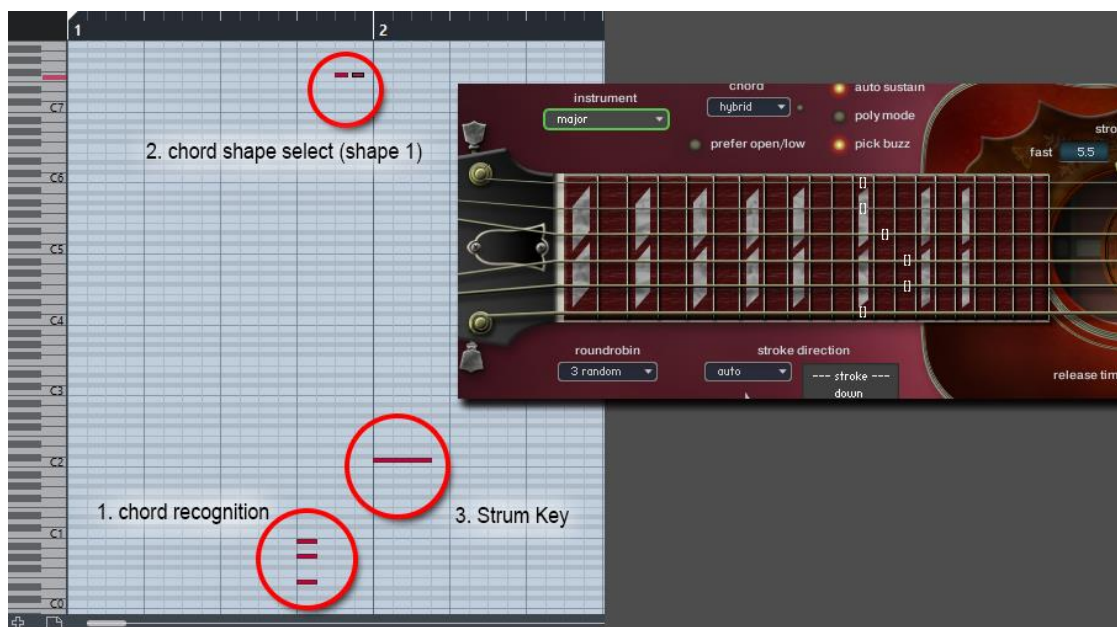 1
2
C7
2. chord shape select (shape 1)
C6
C5
C4
C3
C2
1. chord recognition
3. Strum Key
C1
C0
instrument
major
chord
hybrid
auto sustain
poly mode
prefer open/low
pick buzz
stro
fast 5.5
roundrobin
3 random
stroke direction
auto
--- stroke ---
down
release tim